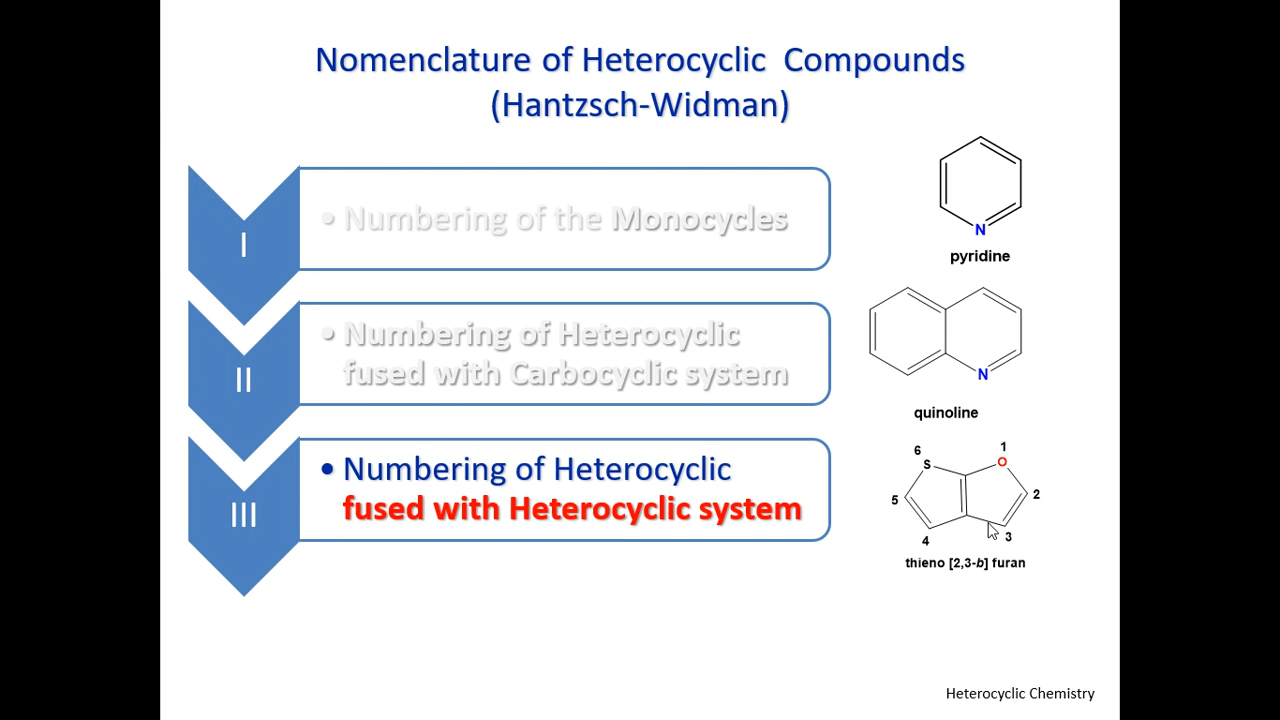 Nomenclature of Heterocyclic Compounds
(Hantzsch-Widman)
I
• Numbering of the Monocycles
N
pyridine
II
• Numbering of Heterocyclic
fused with Carbocyclic system
N
quinoline
III
• Numbering of Heterocyclic
fused with Heterocyclic system
6 1
S O
5 2
4 3
thieno [2,3-b] furan
Heterocyclic Chemistry